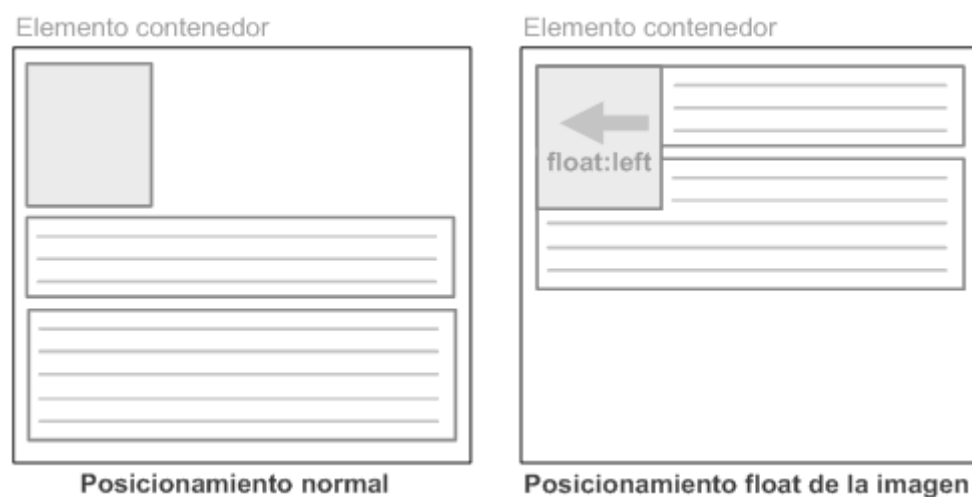 Elemento contenedor
Elemento contenedor
float:left
Posicionamiento normal
Posicionamiento float de la imagen